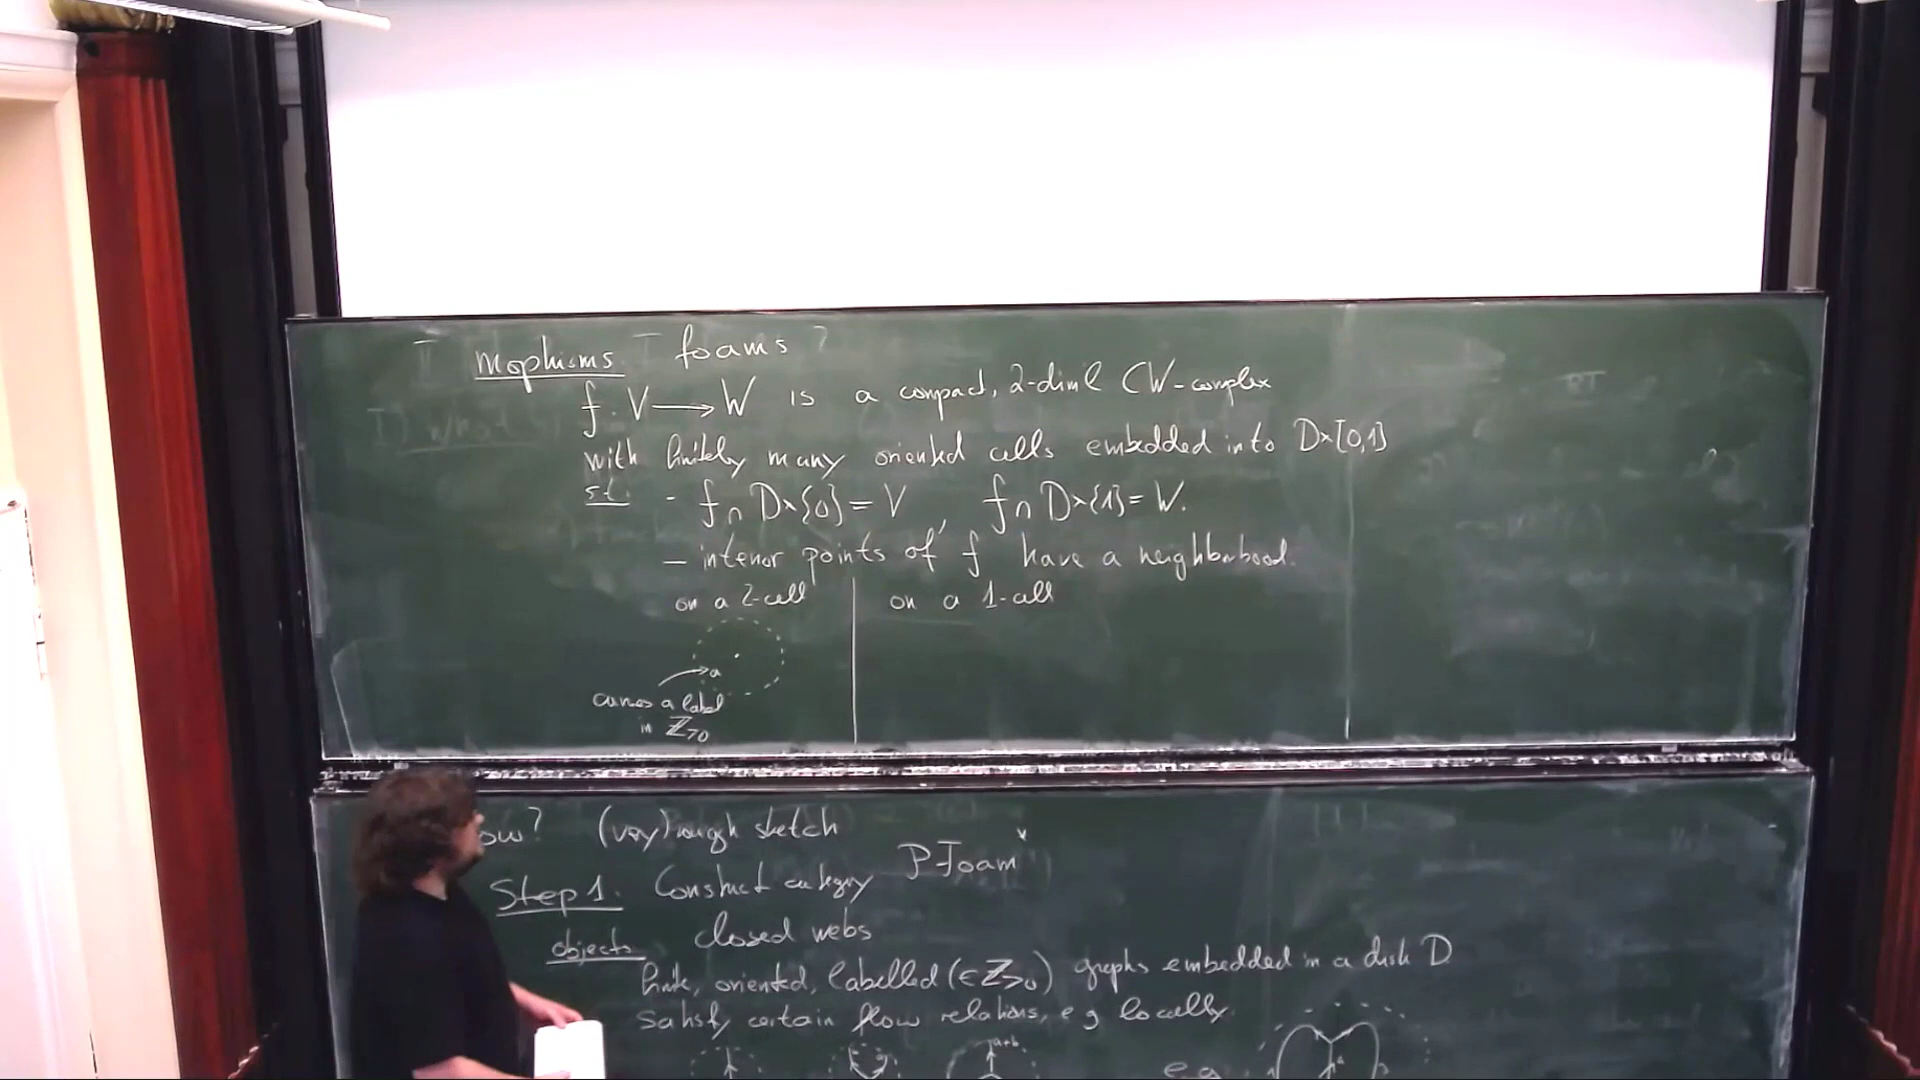 Mophisms foams
f: V → W is a compact, 2-dim'l CW-complex
with finitely many oriented cells embedded into D×[0,1]
s.t. - f ∩ D×{0} = V, f ∩ D×{1} = W.
- interior points of f have a neighborhood.
on a 2-cell
on a 1-cell
a
carries a label
in ℤ>0
ow? (very) rough sketch
Step 1. Construct category P-Foam
objects closed webs
finite, oriented, labelled (∈ ℤ>0) graphs embedded in a disk D
satisfy certain flow relations, e.g. locally
a+b
e.g.
a